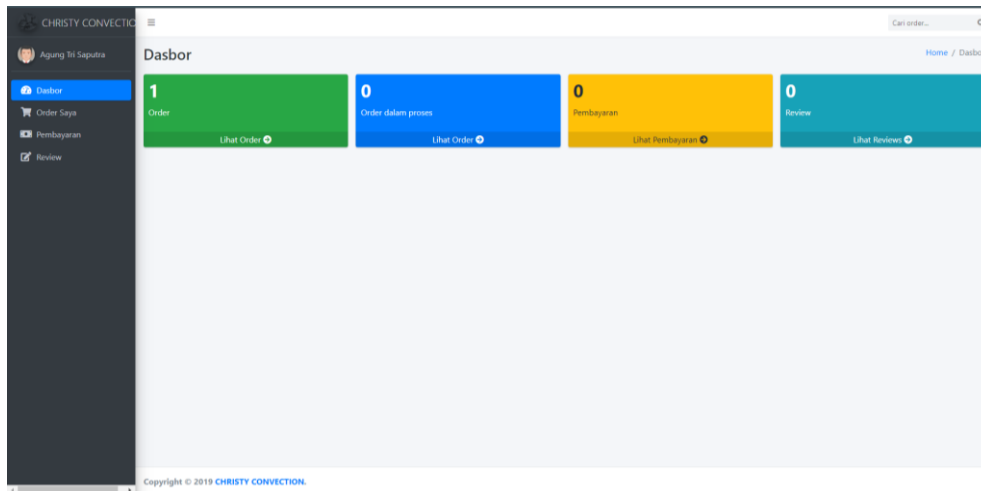 CHRISTY CONVECTIO
Cari order...
Agung Tri Saputra
Dasbor
Order Saya
Pembayaran
Review
Dasbor
Home / Dasbo
1
Order
Lihat Order
0
Order dalam proses
Lihat Order
0
Pembayaran
Lihat Pembayaran
0
Review
Lihat Reviews
Copyright © 2019 CHRISTY CONVECTION.